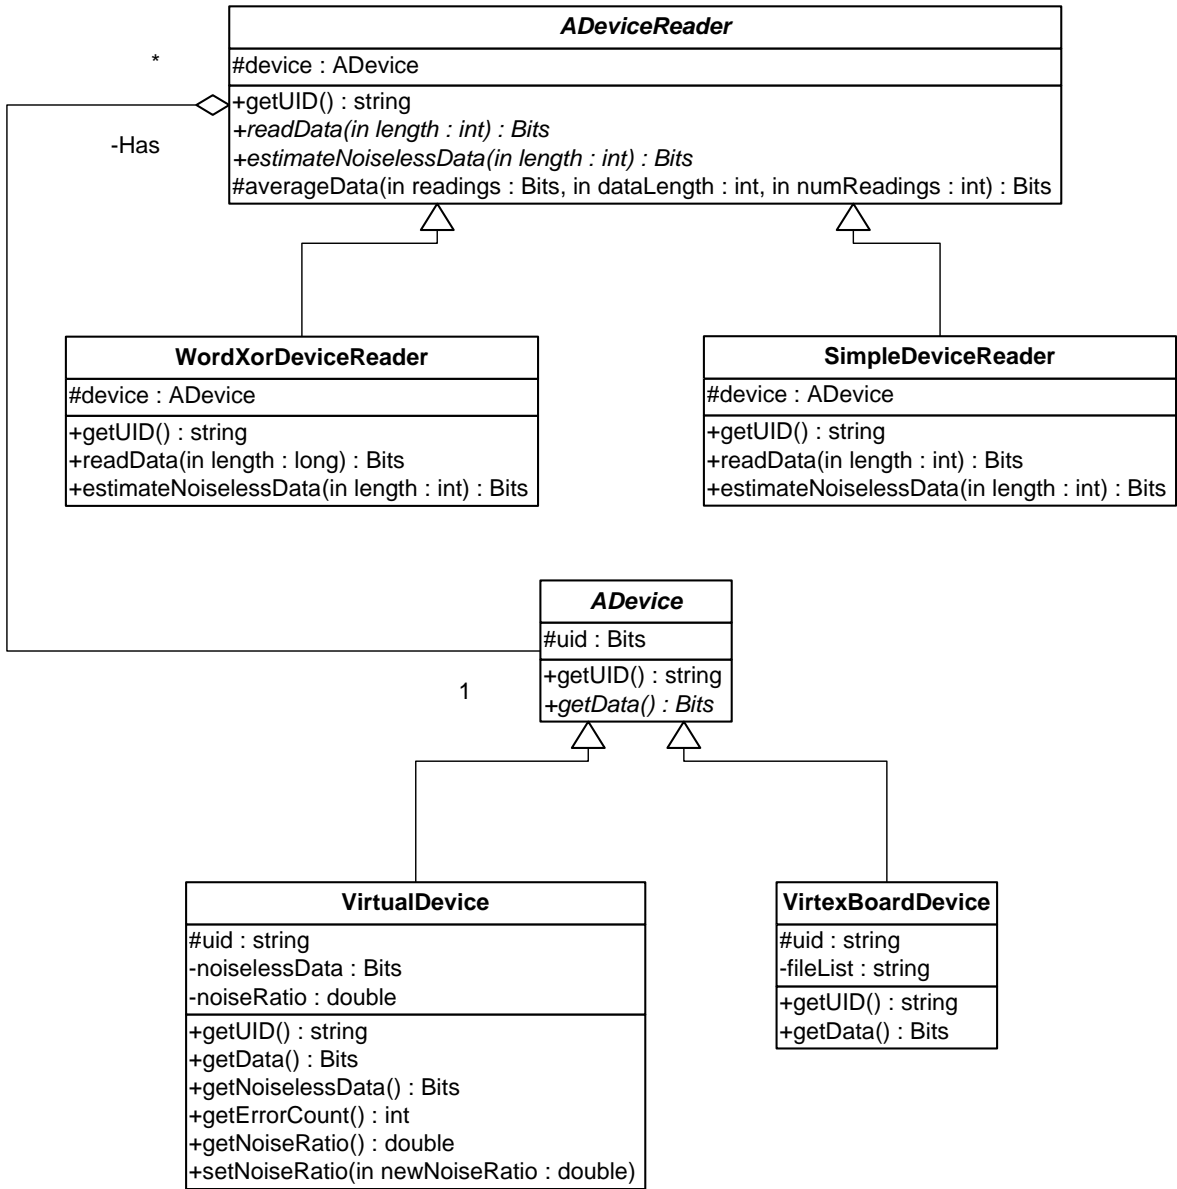 ADeviceReader
*
#device : ADevice
+getUID() : string
+readData(in length : int) : Bits
-Has
+estimateNoiselessData(in length : int) : Bits
#averageData(in readings : Bits, in dataLength : int, in numReadings : int) : Bits
WordXorDeviceReader
#device : ADevice
+getUID() : string
+readData(in length : long) : Bits
+estimateNoiselessData(in length : int) : Bits
SimpleDeviceReader
#device : ADevice
+getUID() : string
+readData(in length : int) : Bits
+estimateNoiselessData(in length : int) : Bits
ADevice
#uid : Bits
+getUID() : string
+getData() : Bits
1
VirtualDevice
#uid : string
-noiselessData : Bits
-noiseRatio : double
+getUID() : string
+getData() : Bits
+getNoiselessData() : Bits
+getErrorCount() : int
+getNoiseRatio() : double
+setNoiseRatio(in newNoiseRatio : double)
VirtexBoardDevice
#uid : string
-fileList : string
+getUID() : string
+getData() : Bits